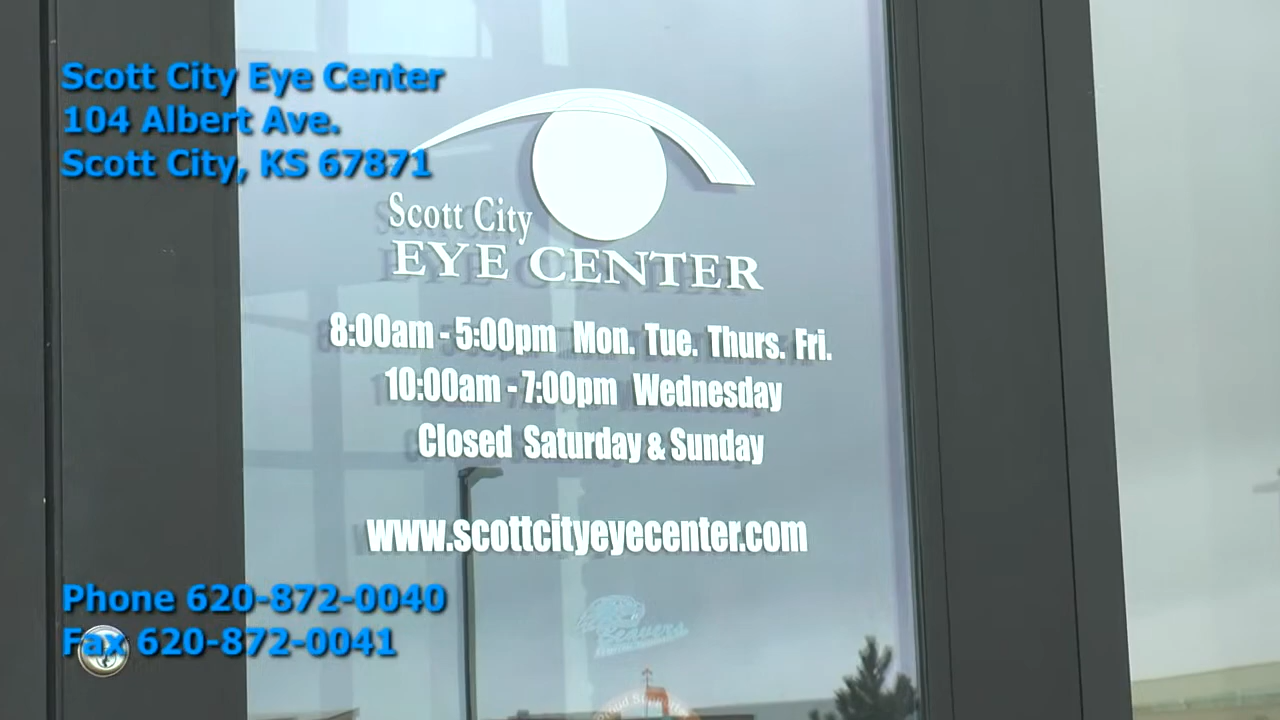 Scott City Eye Center
104 Albert Ave.
Scott City, KS 67871
Scott City
EYE CENTER
8:00am - 5:00pm Mon. Tue. Thurs. Fri.
10:00am - 7:00pm Wednesday
Closed Saturday & Sunday
www.scottcityeyecenter.com
Phone 620-872-0040
Fax 620-872-0041
Beavers
Proud